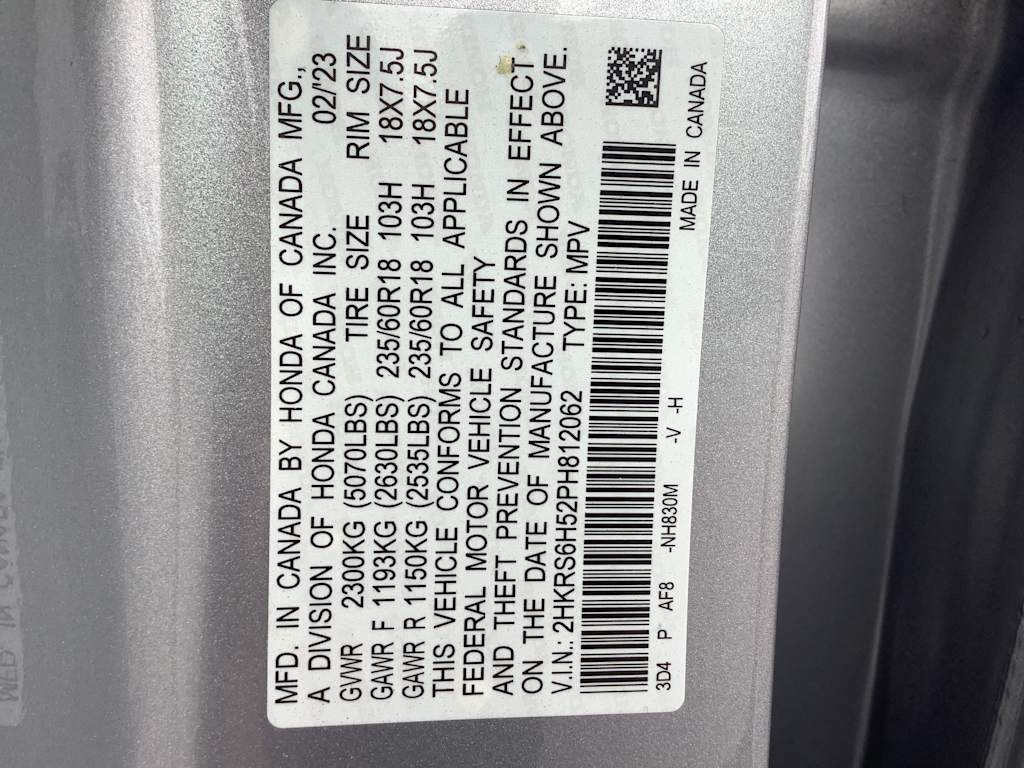 MFD. IN CANADA BY HONDA OF CANADA MFG.,
A DIVISION OF HONDA CANADA INC. 02/'23
GVWR 2300KG (5070LBS) TIRE SIZE RIM SIZE
GAWR F 1193KG (2630LBS) 235/60R18 103H 18X7.5J
GAWR R 1150KG (2535LBS) 235/60R18 103H 18X7.5J
THIS VEHICLE CONFORMS TO ALL APPLICABLE
FEDERAL MOTOR VEHICLE SAFETY
AND THEFT PREVENTION STANDARDS IN EFFECT
ON THE DATE OF MANUFACTURE SHOWN ABOVE.
V.I.N.: 2HKRS6H52PH812062 TYPE: MPV
3D4 P AF8 -NH830M -V -H MADE IN CANADA